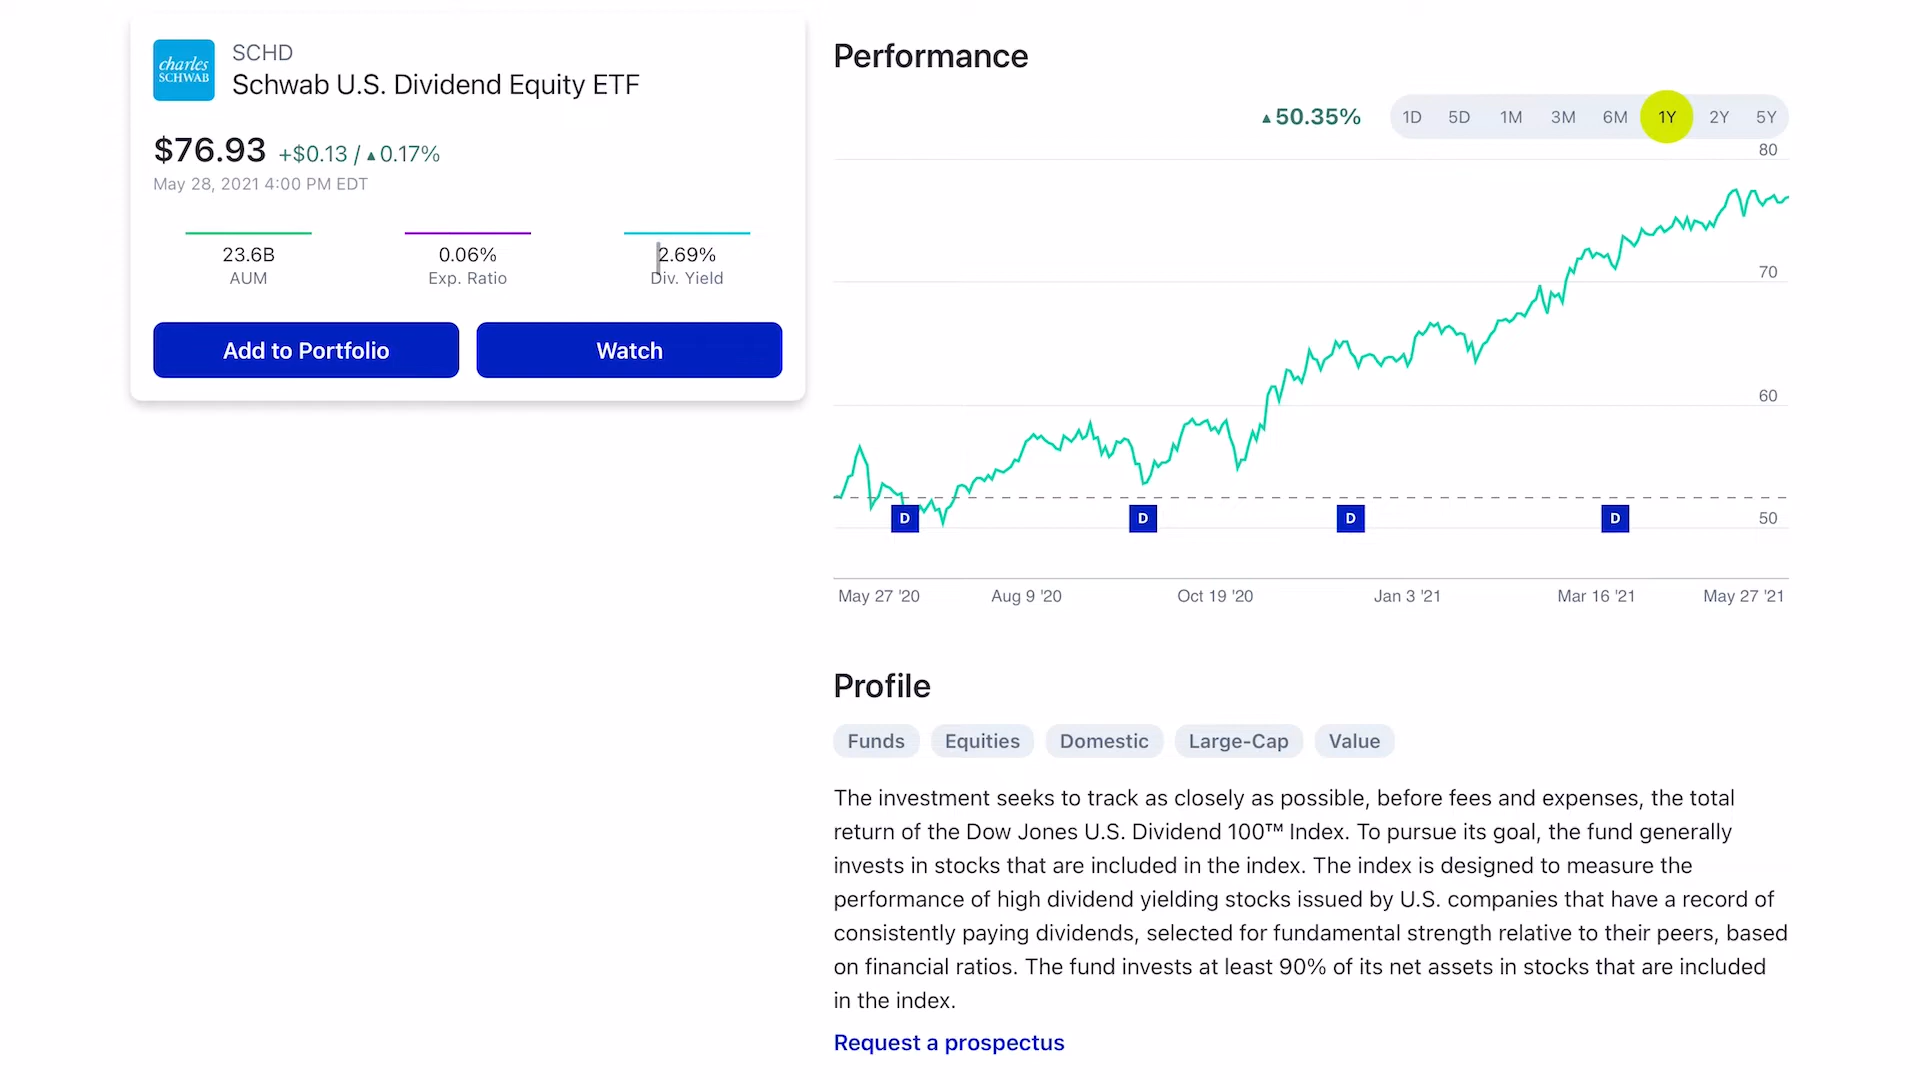 charles
SCHWAB
SCHD
Schwab U.S. Dividend Equity ETF
$76.93 +$0.13 / ▲0.17%
May 28, 2021 4:00 PM EDT
23.6B
AUM
0.06%
Exp. Ratio
2.69%
Div. Yield
Add to Portfolio
Watch
Performance
▲50.35%
1D 5D 1M 3M 6M 1Y 2Y 5Y
80
70
60
50
D D D D
May 27 '20 Aug 9 '20 Oct 19 '20 Jan 3 '21 Mar 16 '21 May 27 '21
Profile
Funds Equities Domestic Large-Cap Value
The investment seeks to track as closely as possible, before fees and expenses, the total
return of the Dow Jones U.S. Dividend 100™ Index. To pursue its goal, the fund generally
invests in stocks that are included in the index. The index is designed to measure the
performance of high dividend yielding stocks issued by U.S. companies that have a record of
consistently paying dividends, selected for fundamental strength relative to their peers, based
on financial ratios. The fund invests at least 90% of its net assets in stocks that are included
in the index.
Request a prospectus